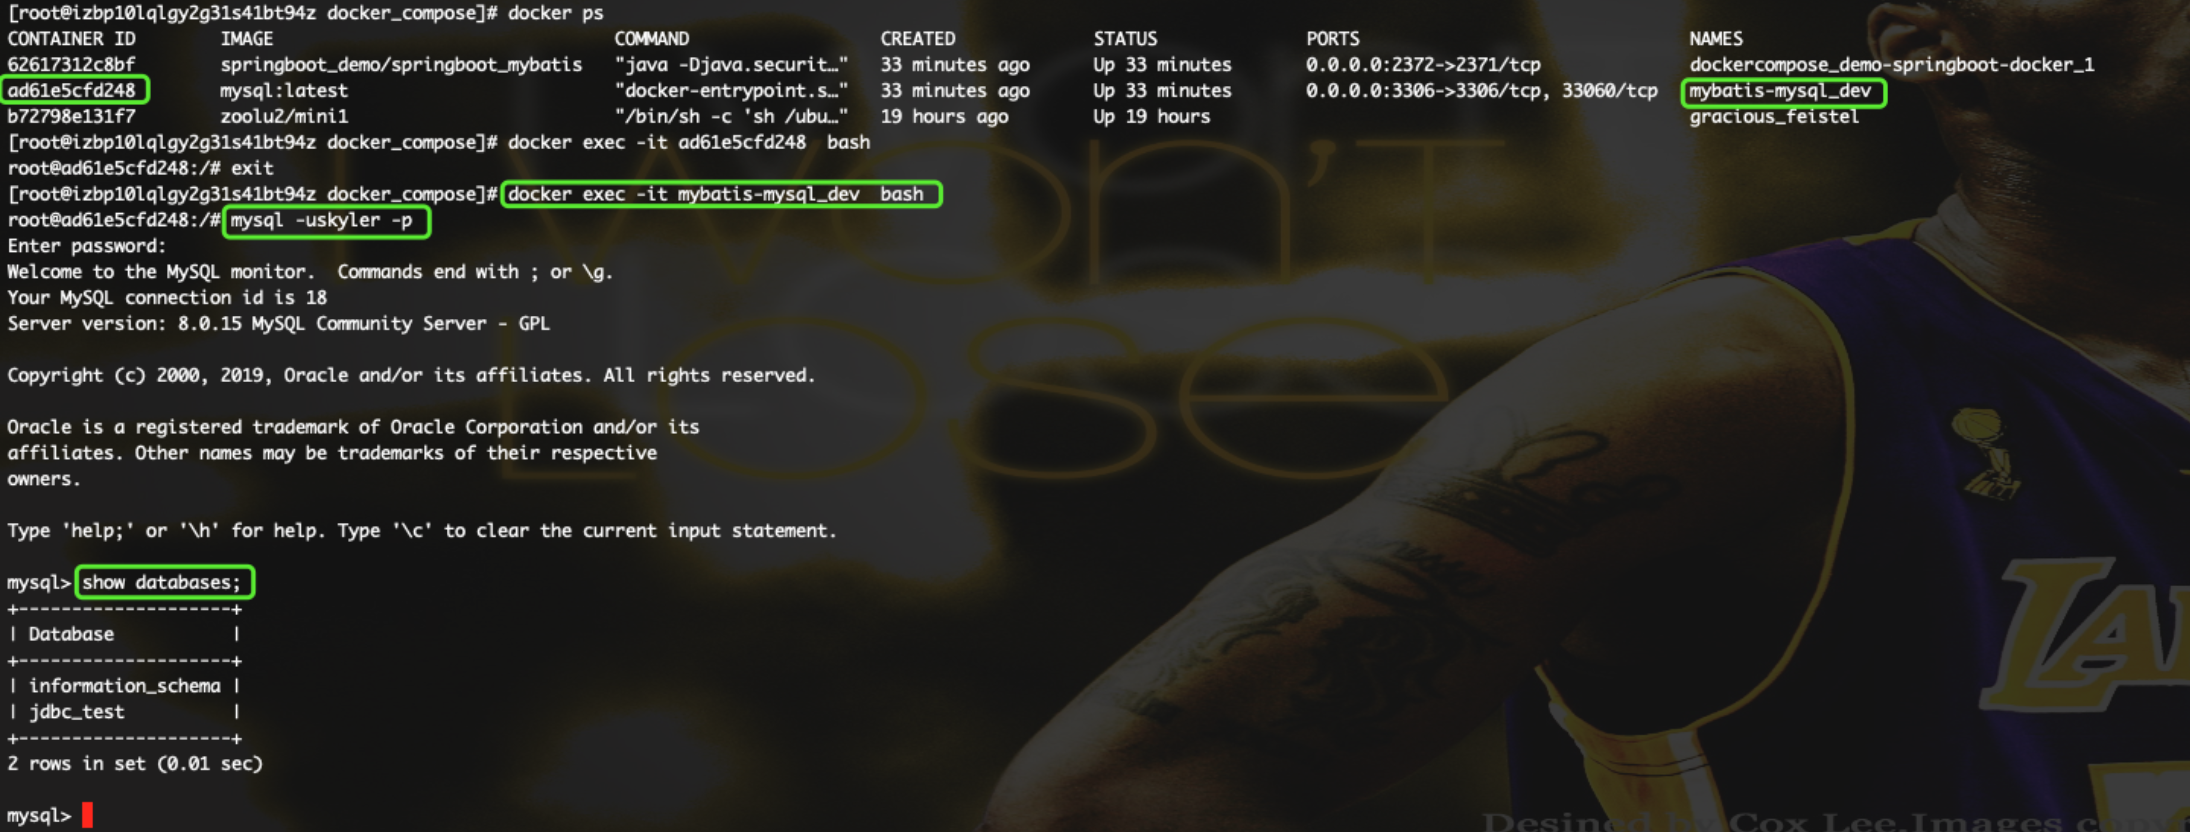 [root@izbp10lqlgy2g31s41bt94z docker_compose]# docker ps
CONTAINER ID        IMAGE                                COMMAND                  CREATED             STATUS              PORTS                               NAMES
62617312c8bf        springboot_demo/springboot_mybatis   "java -Djava.securit…"   33 minutes ago      Up 33 minutes       0.0.0.0:2372->2371/tcp              dockercompose_demo-springboot-docker_1
ad61e5cfd248        mysql:latest                         "docker-entrypoint.s…"   33 minutes ago      Up 33 minutes       0.0.0.0:3306->3306/tcp, 33060/tcp   mybatis-mysql_dev
b72798e131f7        zoolu2/mini1                         "/bin/sh -c 'sh /ubu…"   19 hours ago        Up 19 hours                                             gracious_feistel
[root@izbp10lqlgy2g31s41bt94z docker_compose]# docker exec -it ad61e5cfd248  bash
root@ad61e5cfd248:/# exit
[root@izbp10lqlgy2g31s41bt94z docker_compose]# docker exec -it mybatis-mysql_dev  bash
root@ad61e5cfd248:/# mysql -uskyler -p
Enter password:
Welcome to the MySQL monitor.  Commands end with ; or \g.
Your MySQL connection id is 18
Server version: 8.0.15 MySQL Community Server - GPL
Copyright (c) 2000, 2019, Oracle and/or its affiliates. All rights reserved.
Oracle is a registered trademark of Oracle Corporation and/or its
affiliates. Other names may be trademarks of their respective
owners.
Type 'help;' or '\h' for help. Type '\c' to clear the current input statement.
mysql> show databases;
+--------------------+
| Database           |
+--------------------+
| information_schema |
| jdbc_test          |
+--------------------+
2 rows in set (0.01 sec)
mysql>
Won't
Lose
LA
Desined by Cox Lee.Images